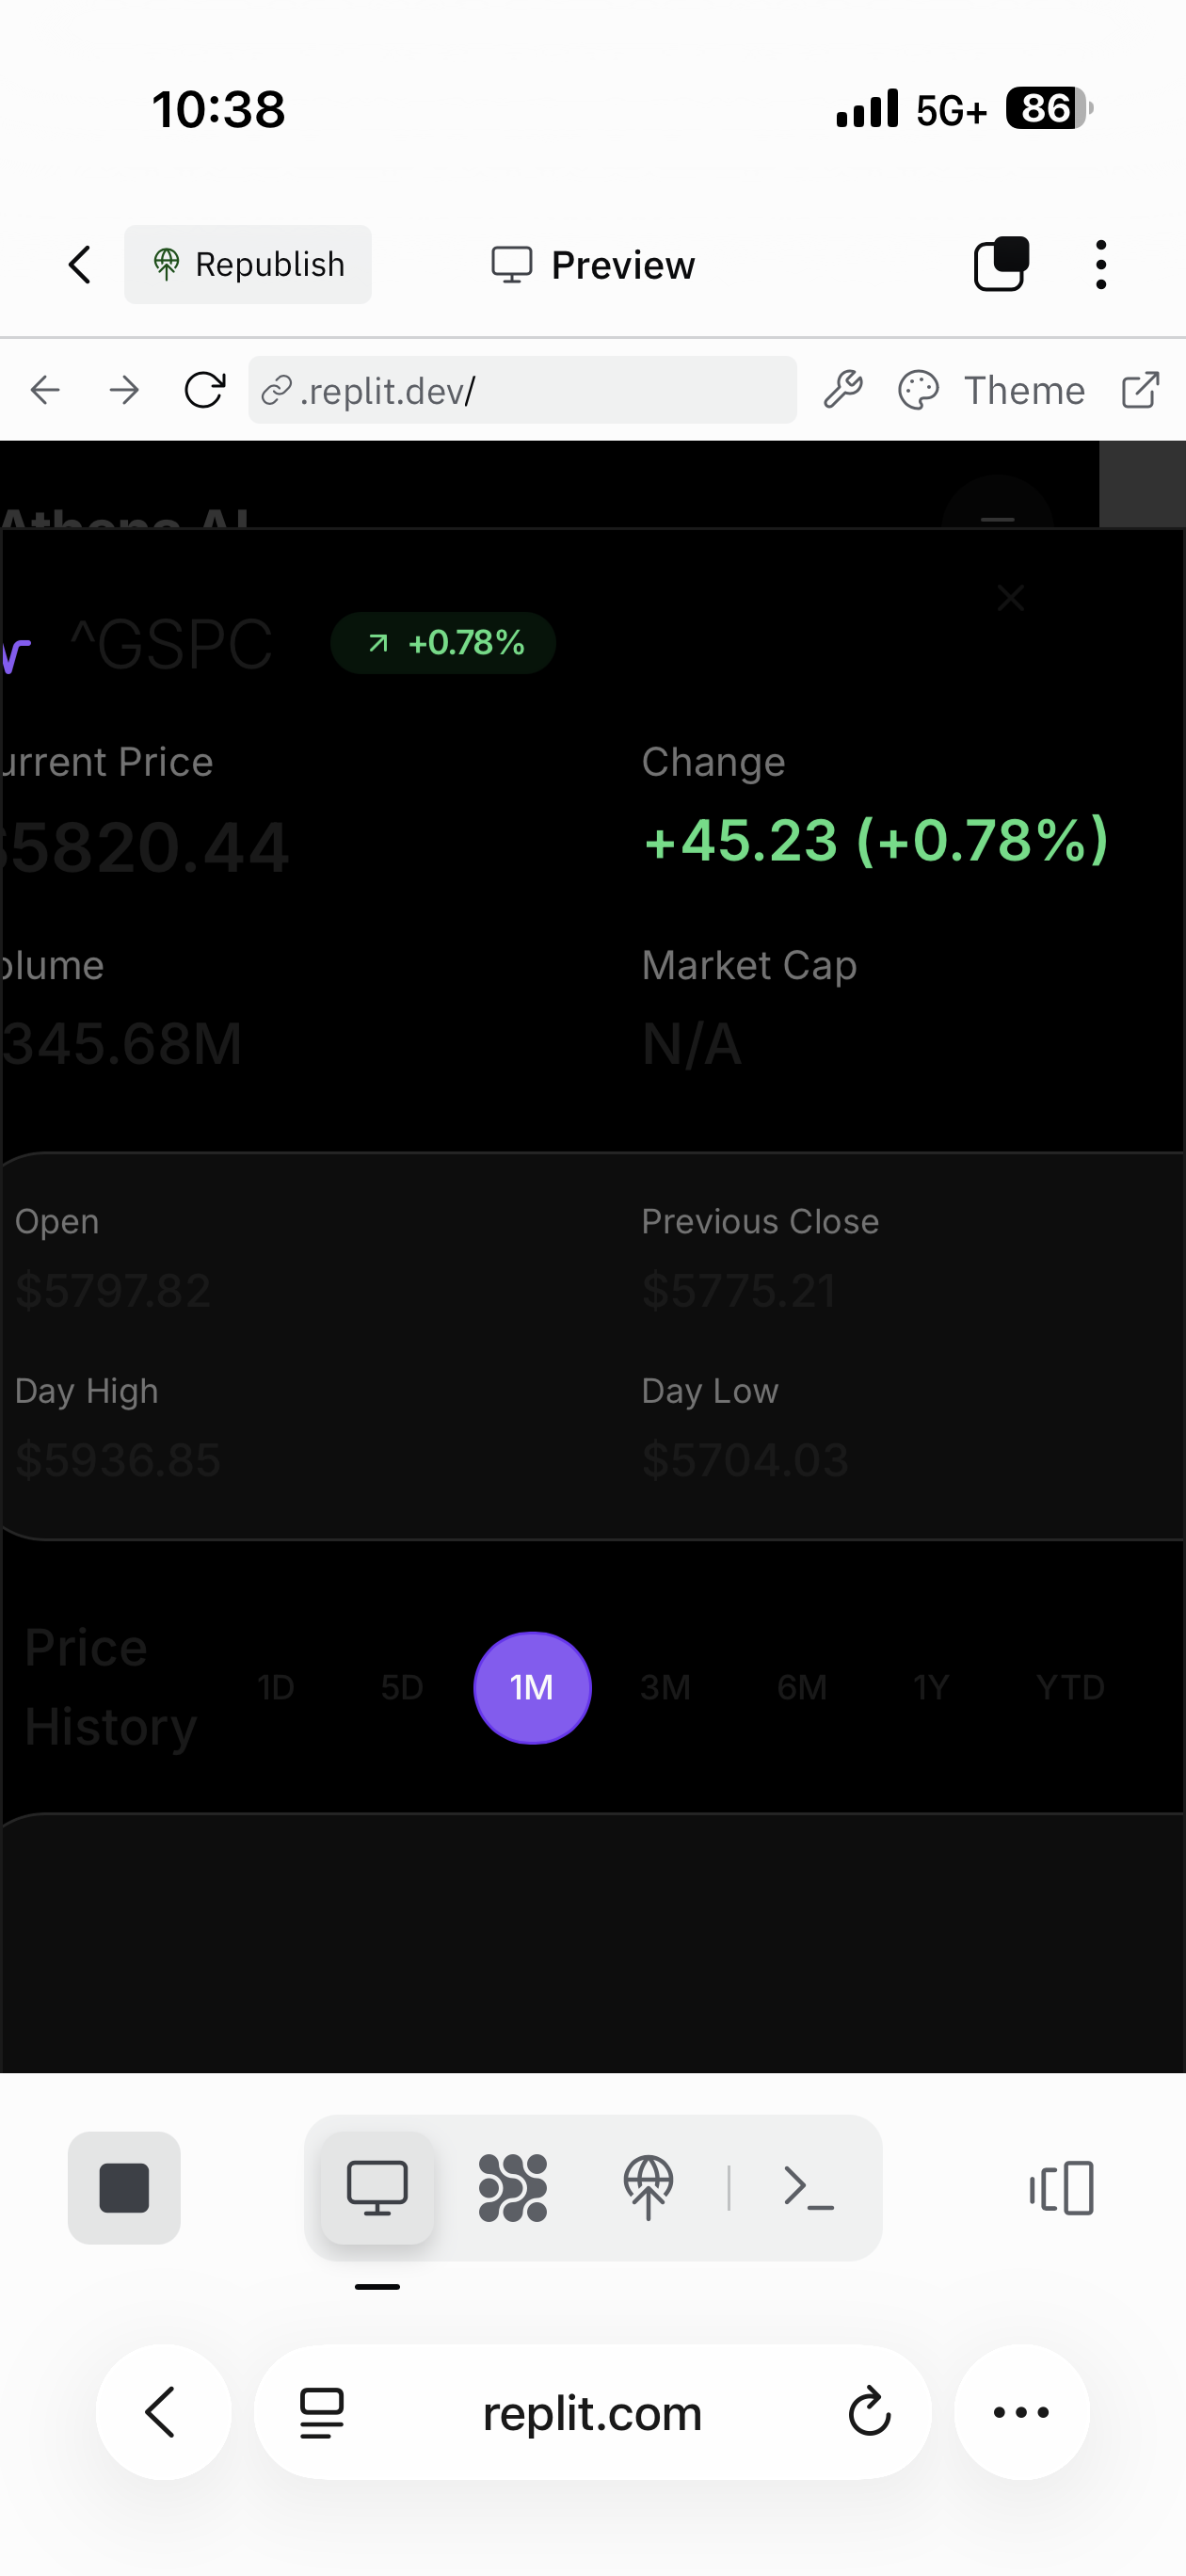 10:38
5G+ 86
Republish
Preview
.replit.dev/
Theme
Athena AI
^GSPC
+0.78%
urrent Price
Change
$5820.44
+45.23 (+0.78%)
olume
Market Cap
345.68M
N/A
Open
Previous Close
$5797.82
$5775.21
Day High
Day Low
$5936.85
$5704.03
Price
History
1D
5D
1M
3M
6M
1Y
YTD
replit.com